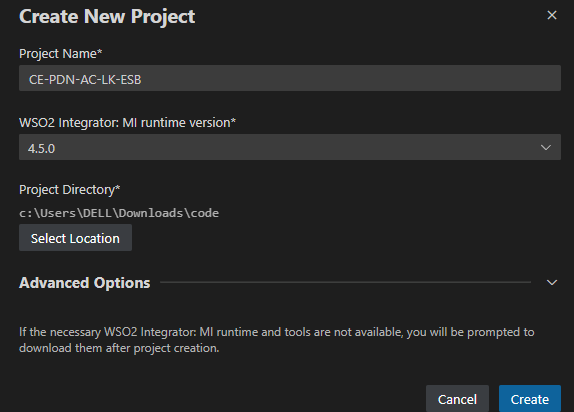 Create New Project
Project Name*
CE-PDN-AC-LK-ESB
WSO2 Integrator: MI runtime version*
4.5.0
Project Directory*
c:\Users\DELL\Downloads\code
Select Location
Advanced Options
If the necessary WSO2 Integrator: MI runtime and tools are not available, you will be prompted to
download them after project creation.
Cancel
Create